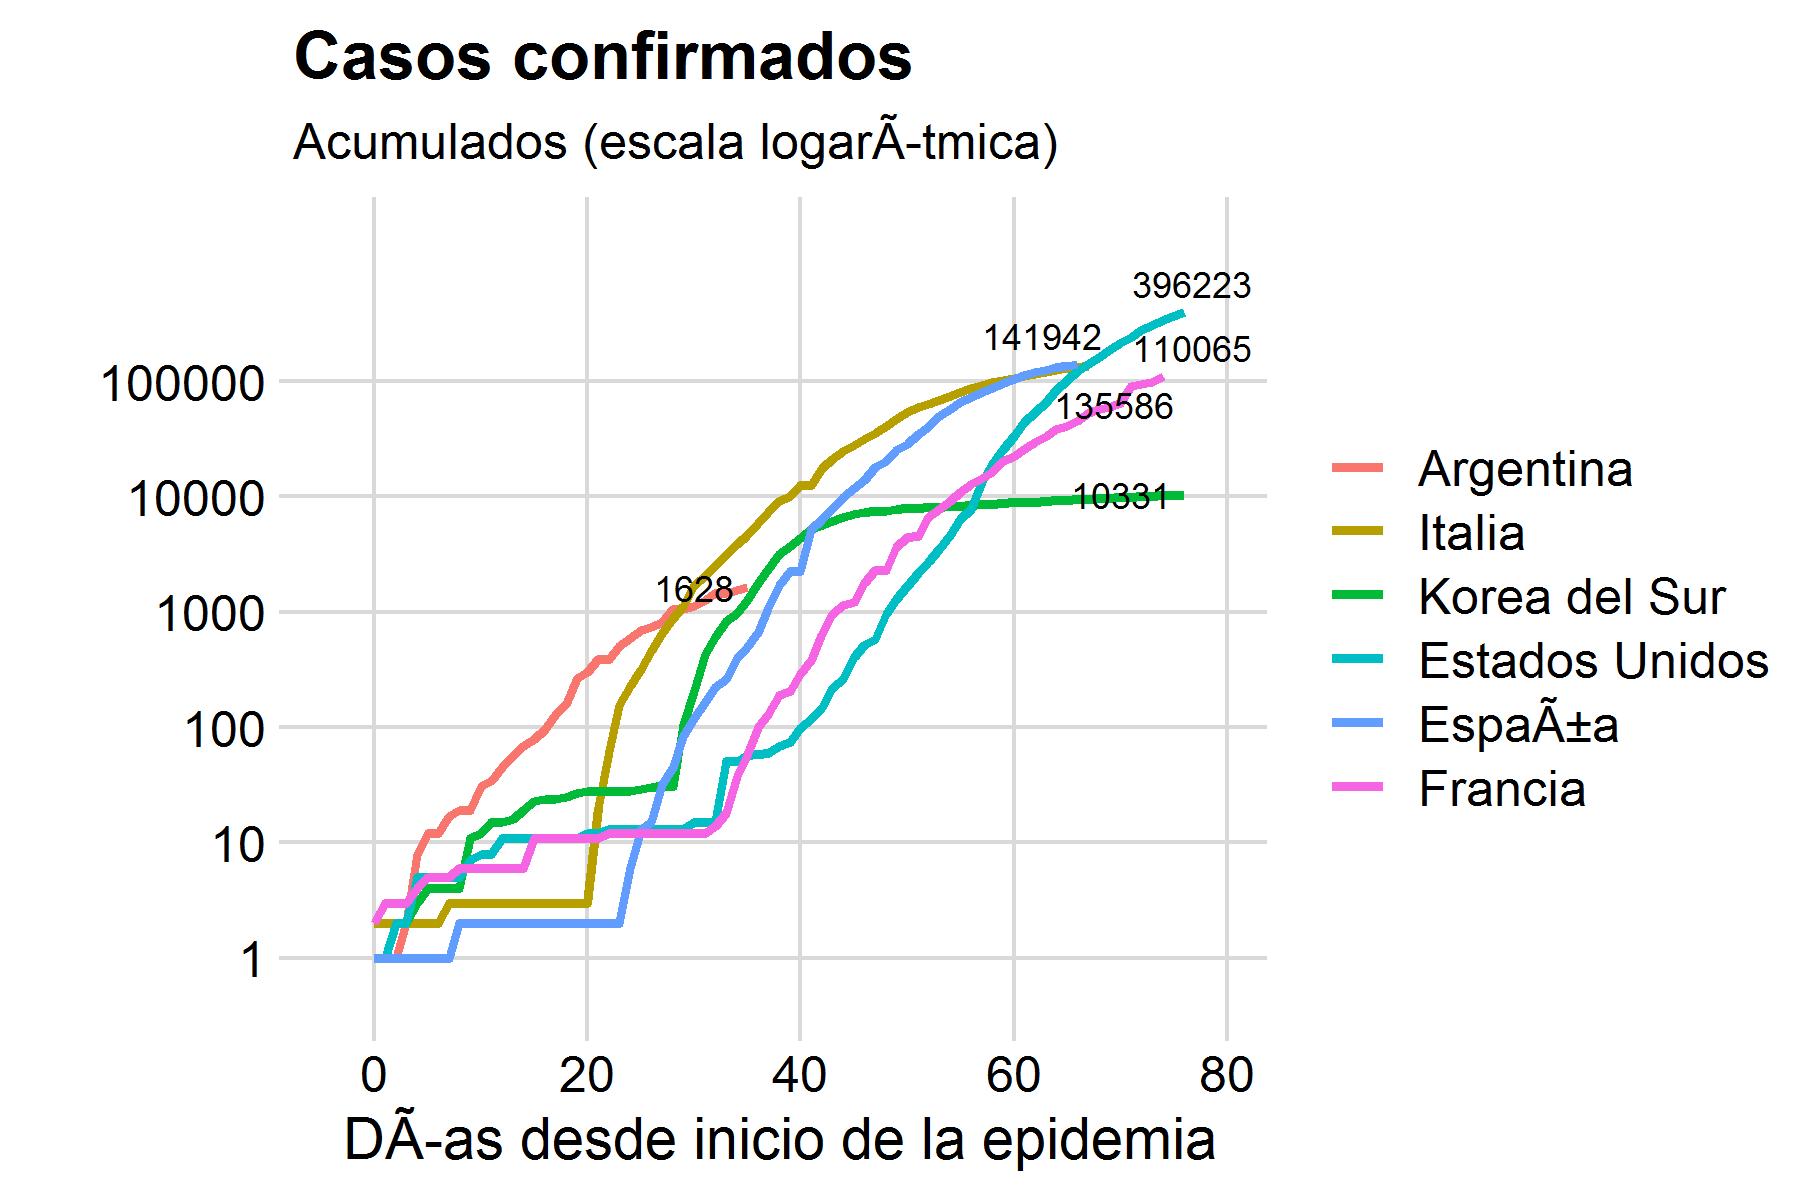 Casos confirmados
Acumulados (escala logarÃ-tmica)
396223
141942
110065
100000
135586
10000
10331
1628
1000
100
10
1
Argentina
Italia
Korea del Sur
Estados Unidos
EspaÃ±a
Francia
0 20 40 60 80
DÃ-as desde inicio de la epidemia